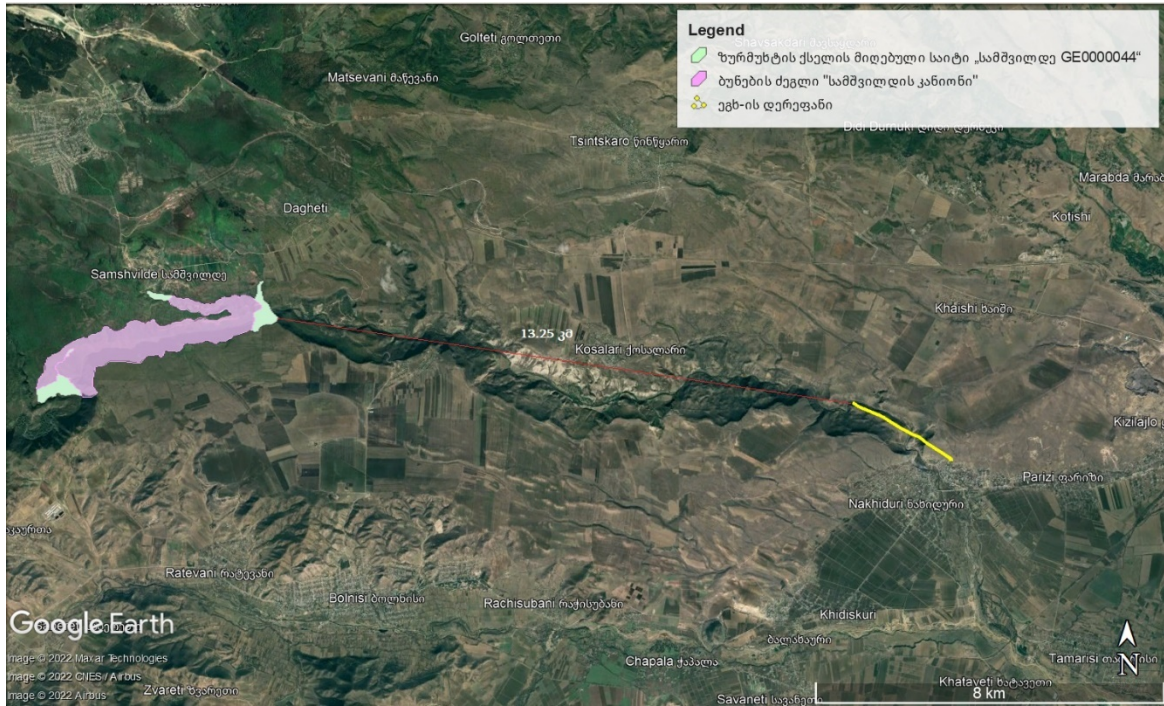 Legend
ზურმუხტის ქსელის მიღებული საიტი „სამშვილდე GE0000044“
ბუნების ძეგლი "სამშვილდის კანიონი"
ეგხ-ის დერეფანი
Golteti გოლთეთი
Matsevani მაწევანი
Tsintskaro წინწყარო
Didi Durnuki
Marabda
Dagheti
Kotishi
Samshvilde სამშვილდე
Khaishi ხაიში
13.25 კმ
Kosalari ქოსალარი
Kizilajlo
Parizi ფარიზი
Nakhiduri ნახიდური
Ratevani რატევანი
Bolnisi ბოლნისი
Rachisubani რაჭისუბანი
Khidiskuri
Google Earth
ბალახაური
Image © 2022 Maxar Technologies
Chapala ჭაპალა
Tamarisi
N
Image © 2022 CNES / Airbus
Khataveti ხატავეთი
Zvareti ზვარეთი
Image © 2022 Airbus
Savaneti სავანეთი
8 km